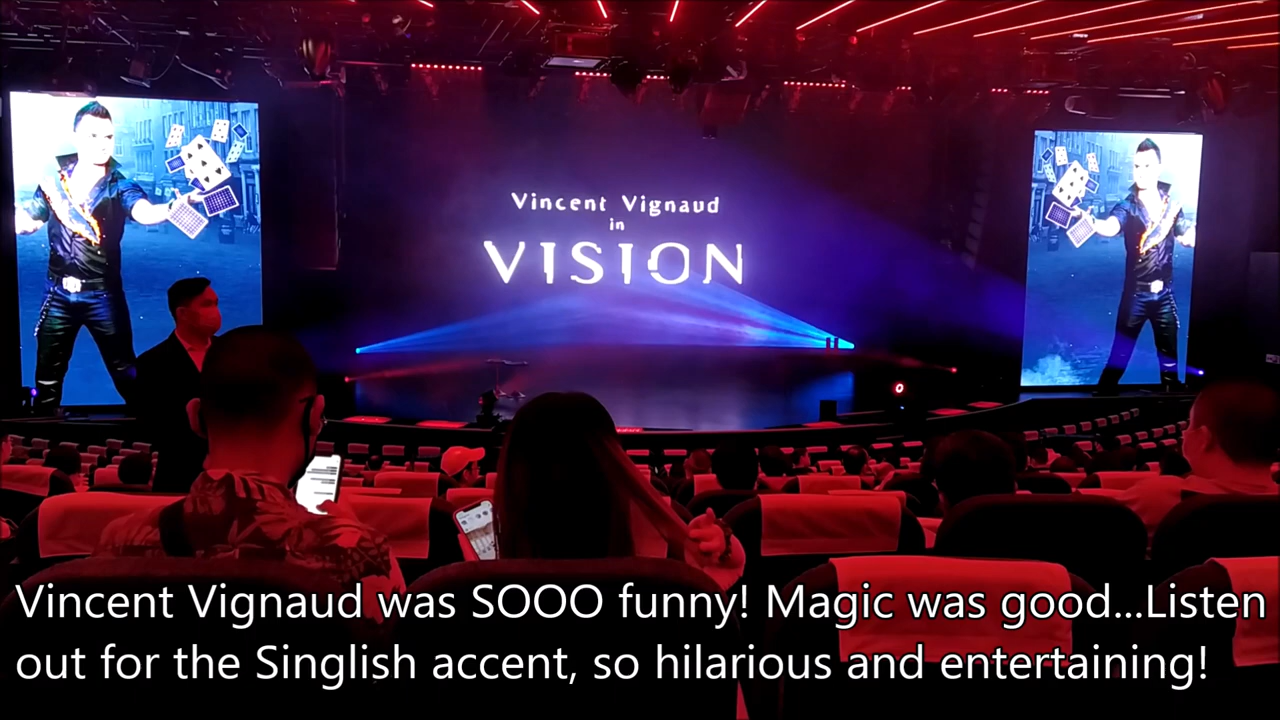 Vincent Vignaud
in
VISION
Vincent Vignaud was SOOO funny! Magic was good...Listen
out for the Singlish accent, so hilarious and entertaining!